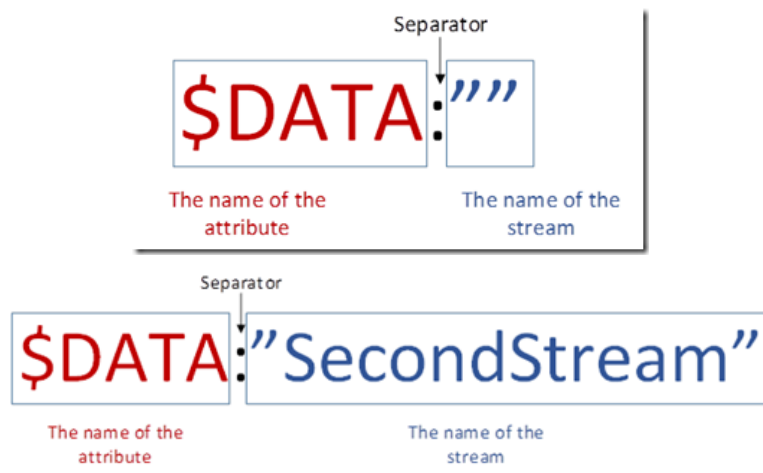 Separator
$DATA:””
The name of the The name of the
attribute stream
Separator
$DATA:”SecondStream”
The name of the The name of the
attribute stream